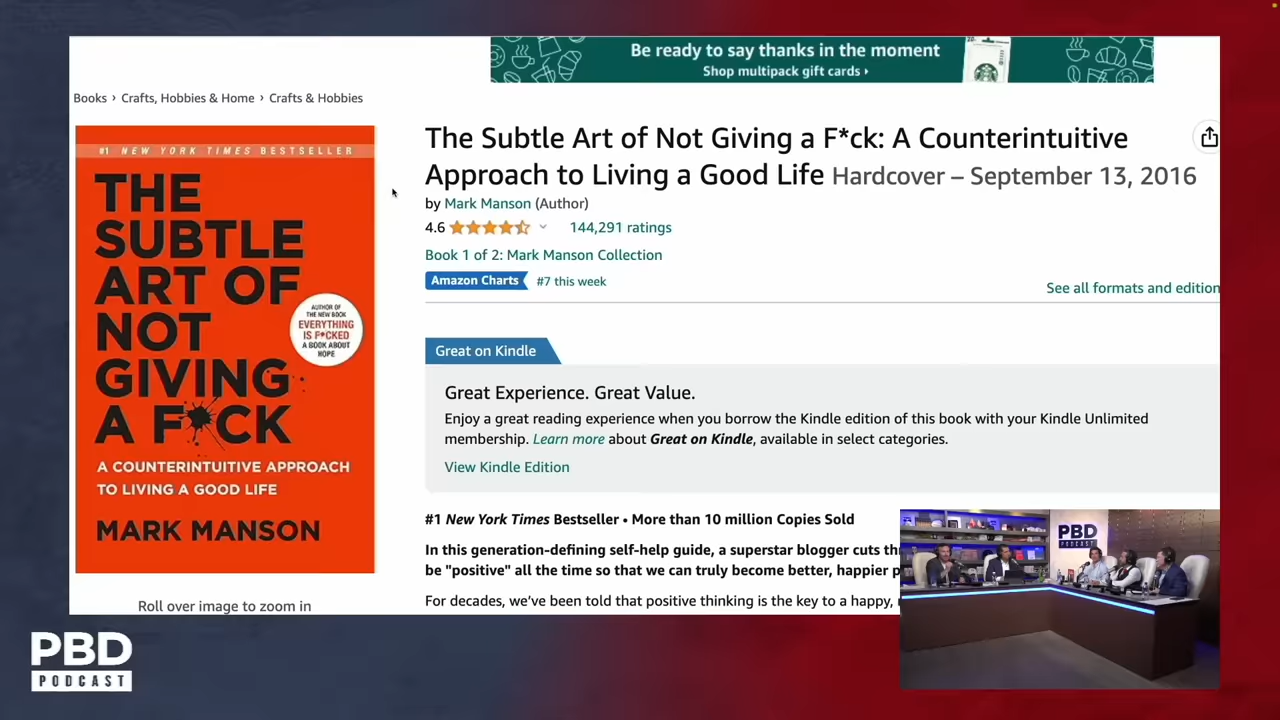 Be ready to say thanks in the moment
Shop multipack gift cards ›
Books › Crafts, Hobbies & Home › Crafts & Hobbies
#1 NEW YORK TIMES BESTSELLER
THE
SUBTLE
ART OF
NOT
GIVING
A F*CK
AUTHOR OF
THE NEW BOOK
EVERYTHING
IS F*CKED
A BOOK ABOUT
HOPE
A COUNTERINTUITIVE APPROACH
TO LIVING A GOOD LIFE
MARK MANSON
Roll over image to zoom in
The Subtle Art of Not Giving a F*ck: A Counterintuitive
Approach to Living a Good Life Hardcover – September 13, 2016
by Mark Manson (Author)
4.6 144,291 ratings
Book 1 of 2: Mark Manson Collection
Amazon Charts #7 this week
See all formats and edition
Great on Kindle
Great Experience. Great Value.
Enjoy a great reading experience when you borrow the Kindle edition of this book with your Kindle Unlimited
membership. Learn more about Great on Kindle, available in select categories.
View Kindle Edition
#1 New York Times Bestseller • More than 10 million Copies Sold
In this generation-defining self-help guide, a superstar blogger cuts th
be "positive" all the time so that we can truly become better, happier p
For decades, we've been told that positive thinking is the key to a happy,
PBD
PODCAST
PBD
PODCAST